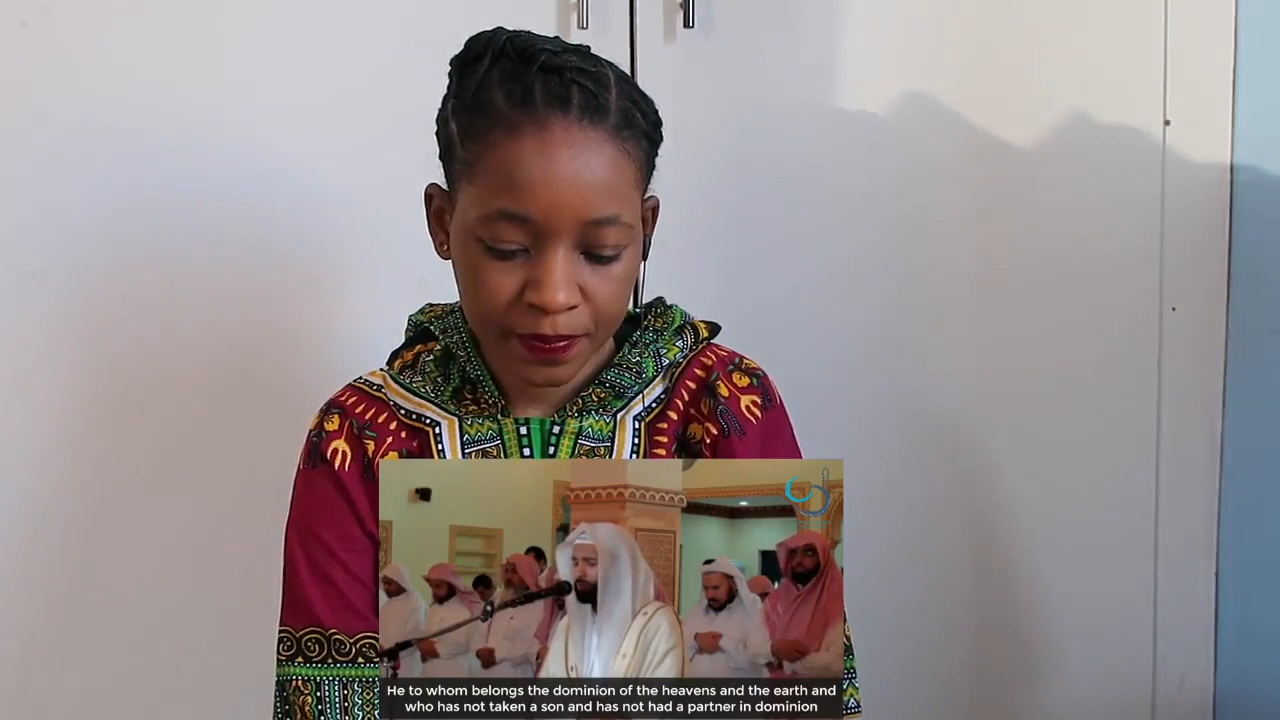 He to whom belongs the dominion of the heavens and the earth and
who has not taken a son and has not had a partner in dominion